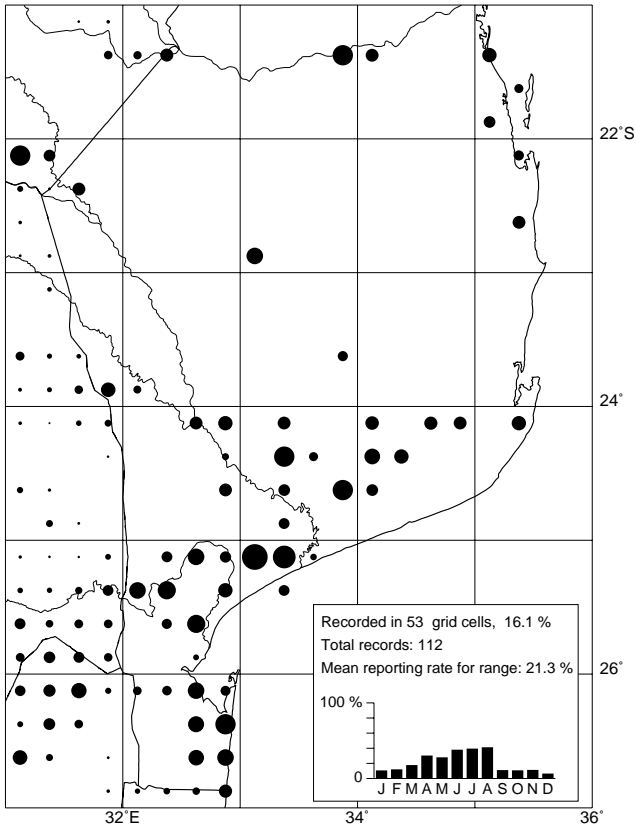 22°S
24°
Recorded in 53 grid cells, 16.1 %
Total records: 112
Mean reporting rate for range: 21.3 %
26°
100 %
0
J F M A M J J A S O N D
32°E 34° 36°